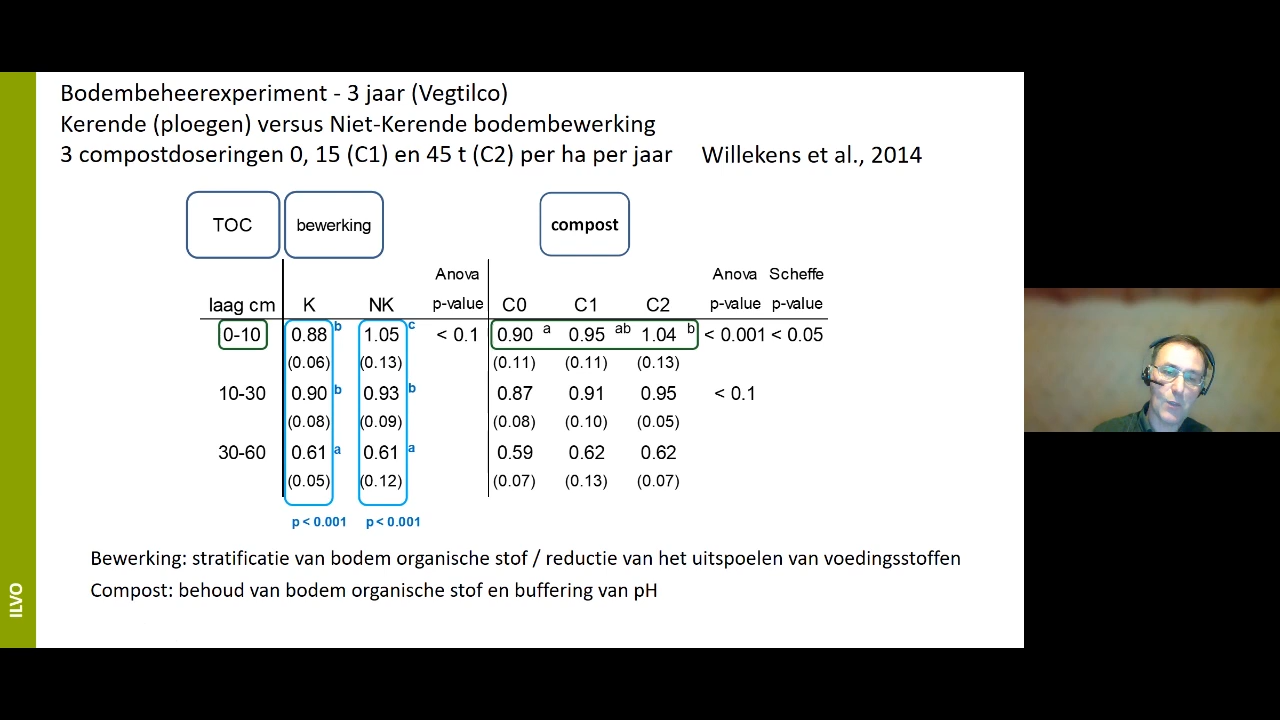 Bodembeheerexperiment - 3 jaar (Vegtilco)
Kerende (ploegen) versus Niet-Kerende bodembewerking
3 compostdoseringen 0, 15 (C1) en 45 t (C2) per ha per jaar Willekens et al., 2014
TOC bewerking compost
Anova Anova Scheffe
laag cm K NK p-value C0 C1 C2 p-value p-value
0-10 0.88 b 1.05 c < 0.1 0.90 a 0.95 ab 1.04 b < 0.001 < 0.05
(0.06) (0.13) (0.11) (0.11) (0.13)
10-30 0.90 b 0.93 b 0.87 0.91 0.95 < 0.1
(0.08) (0.09) (0.08) (0.10) (0.05)
30-60 0.61 a 0.61 a 0.59 0.62 0.62
(0.05) (0.12) (0.07) (0.13) (0.07)
p < 0.001 p < 0.001
Bewerking: stratificatie van bodem organische stof / reductie van het uitspoelen van voedingsstoffen
Compost: behoud van bodem organische stof en buffering van pH
ILVO